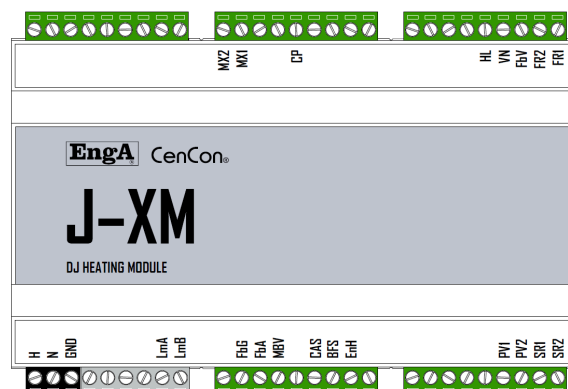 MX2 MX1 CP HL VN FbV FR2 FR1
EngA® CenCon®
J-XM
DJ HEATING MODULE
H N GND LmA LmB FbG FbA MBV CAS BFS EnH PV1 PV2 SR1 SR2